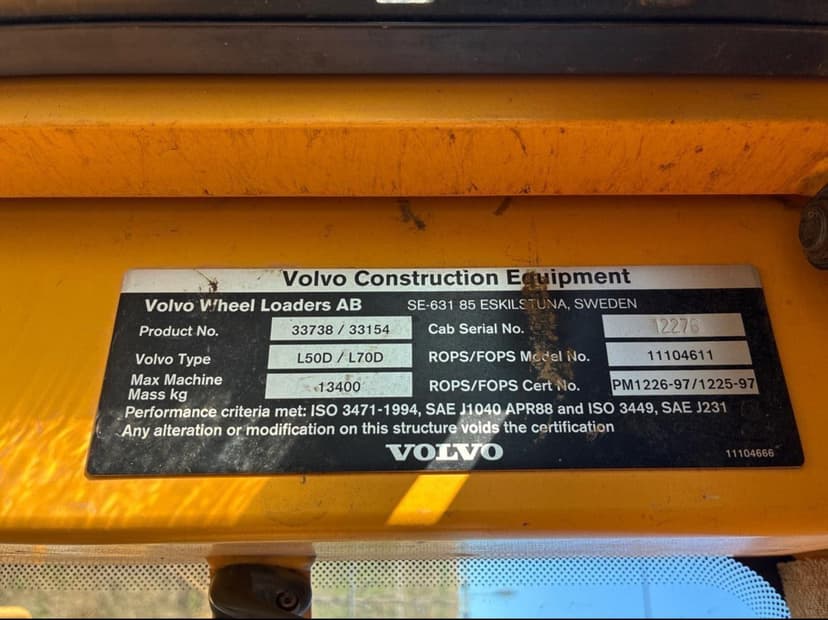 Volvo Construction Equipment
Volvo Wheel Loaders AB SE-631 85 ESKILSTUNA, SWEDEN
Product No. 33738 / 33154 Cab Serial No. 12276
Volvo Type L50D / L70D ROPS/FOPS Model No. 11104611
Max Machine
Mass kg 13400 ROPS/FOPS Cert No. PM1226-97/1225-97
Performance criteria met: ISO 3471-1994, SAE J1040 APR88 and ISO 3449, SAE J231
Any alteration or modification on this structure voids the certification
VOLVO
11104666